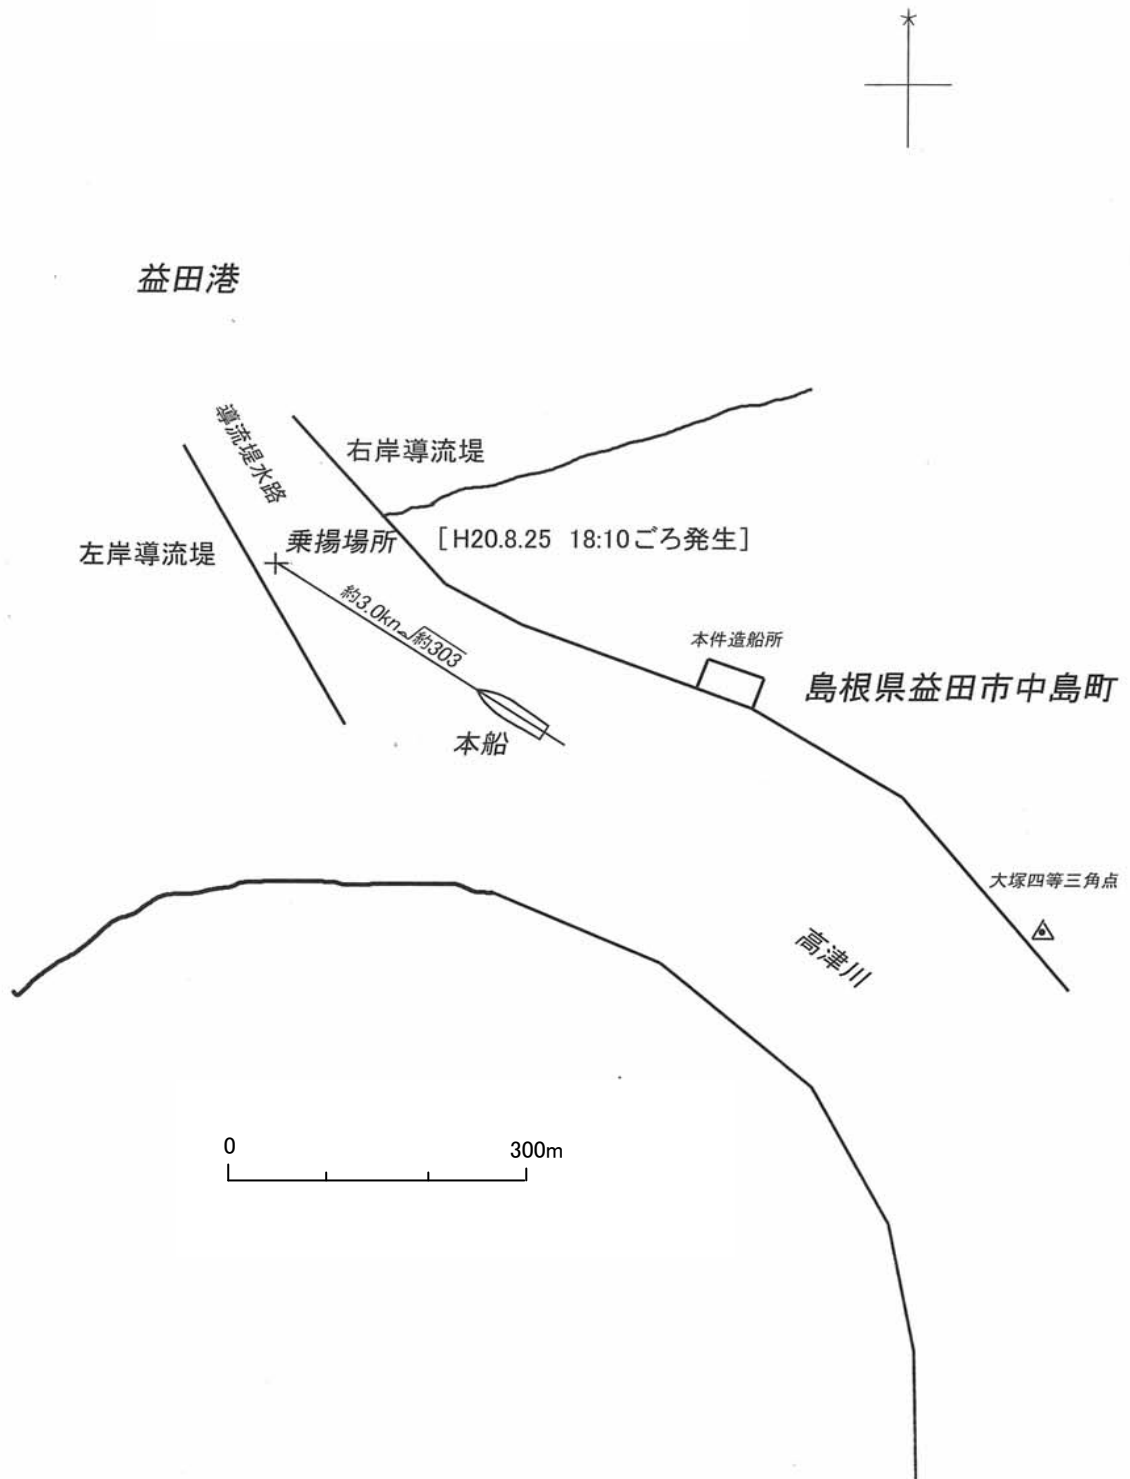 益田港
導流堤水路
右岸導流堤
左岸導流堤
乗揚場所
[H20.8.25 18:10ごろ発生]
約3.0kn
約303
本件造船所
島根県益田市中島町
本船
大塚四等三角点
高津川
0
300m